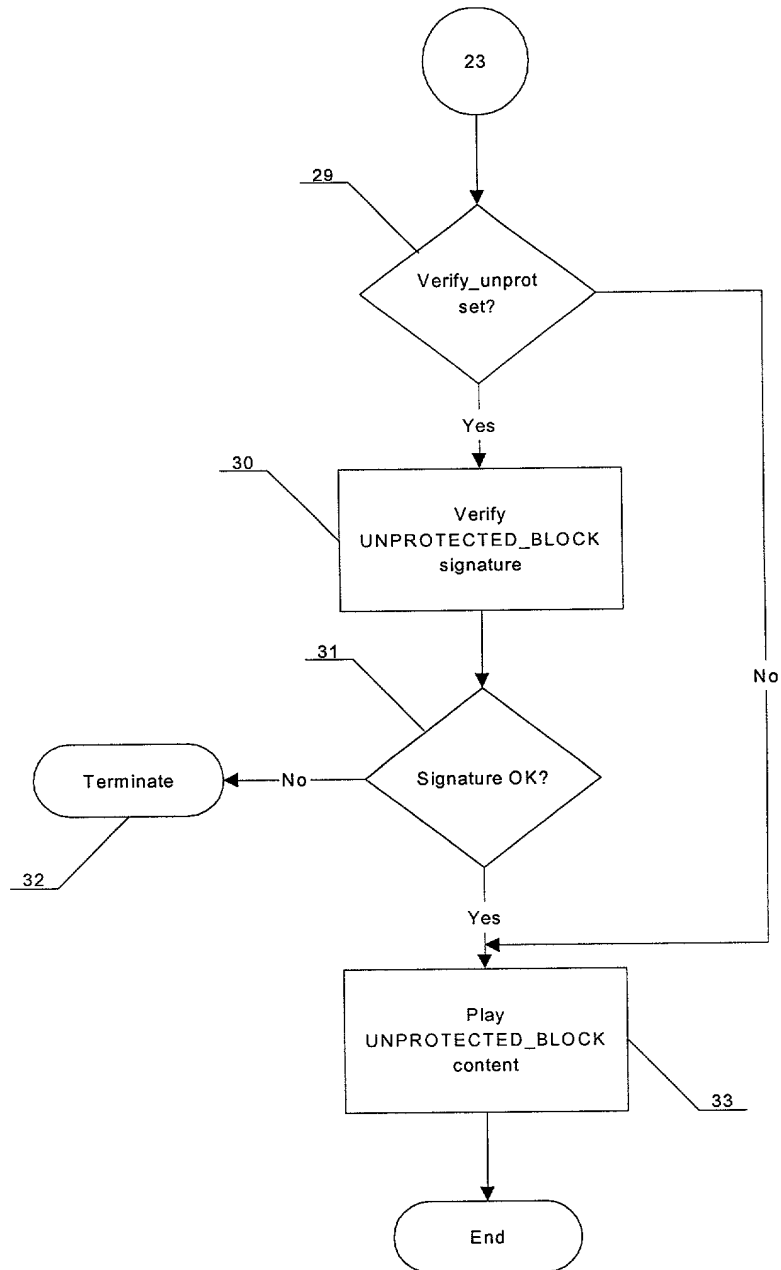 23
29
Verify_unprot
set?
Yes
30
Verify
UNPROTECTED_BLOCK
signature
31
No
Signature OK?
No
Terminate
32
Yes
Play
UNPROTECTED_BLOCK
content
33
End